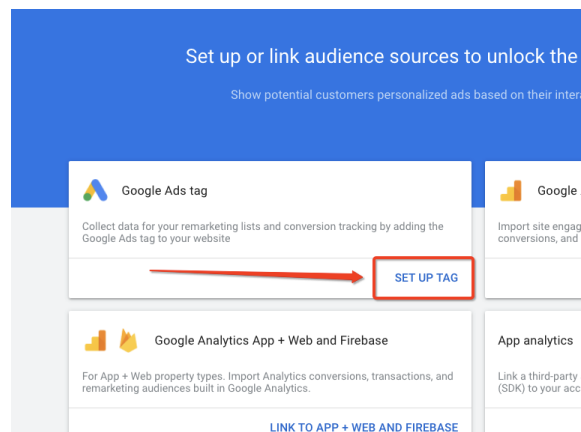 Set up or link audience sources to unlock the
Show potential customers personalized ads based on their
Google Ads tag
Collect data for your remarketing lists and conversion tracking by adding the
Google Ads tag to your website
SET UP TAG
Google
Import site
conversions, and
Google Analytics App + Web and Firebase
For App + Web property types. Import Analytics conversions, transactions, and
remarketing audiences built in Google Analytics.
LINK TO APP + WEB AND FIREBASE
App analytics
Link a third-party
(SDK) to your